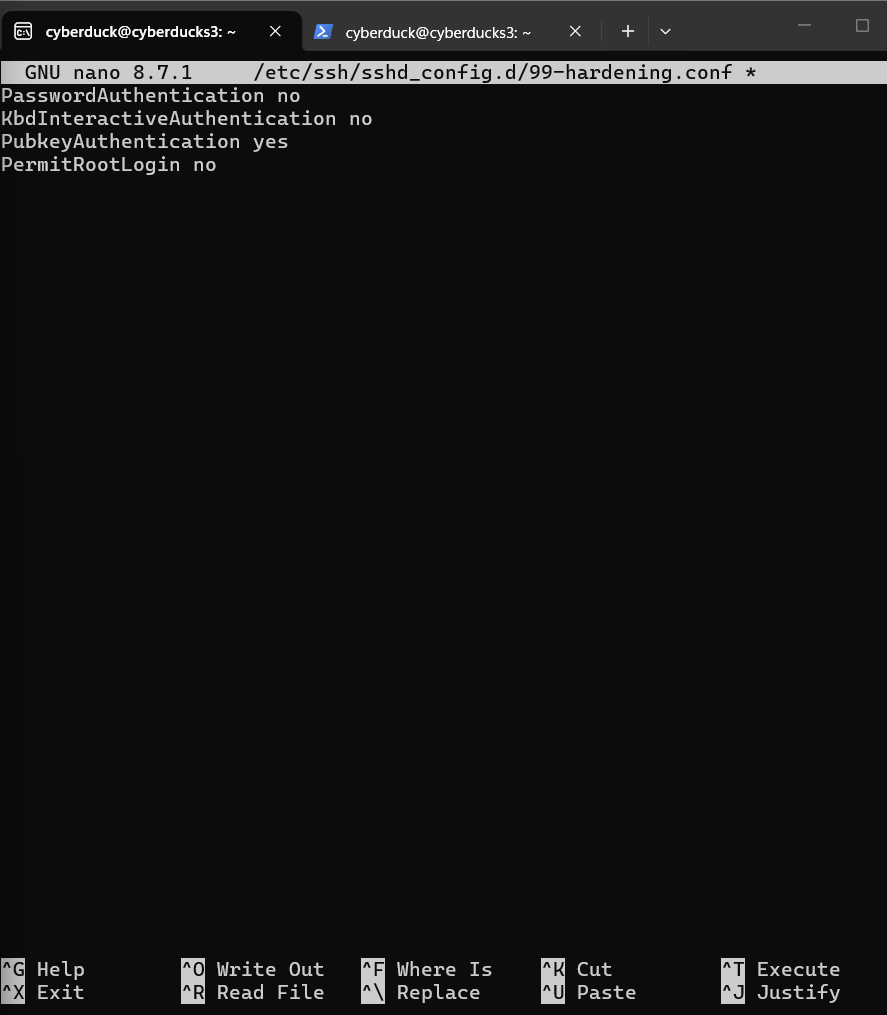 cyberduck@cyberducks3: ~ cyberduck@cyberducks3: ~
GNU nano 8.7.1 /etc/ssh/sshd_config.d/99-hardening.conf *
PasswordAuthentication no
KbdInteractiveAuthentication no
PubkeyAuthentication yes
PermitRootLogin no
^G Help ^O Write Out ^F Where Is ^K Cut ^T Execute
^X Exit ^R Read File ^\ Replace ^U Paste ^J Justify